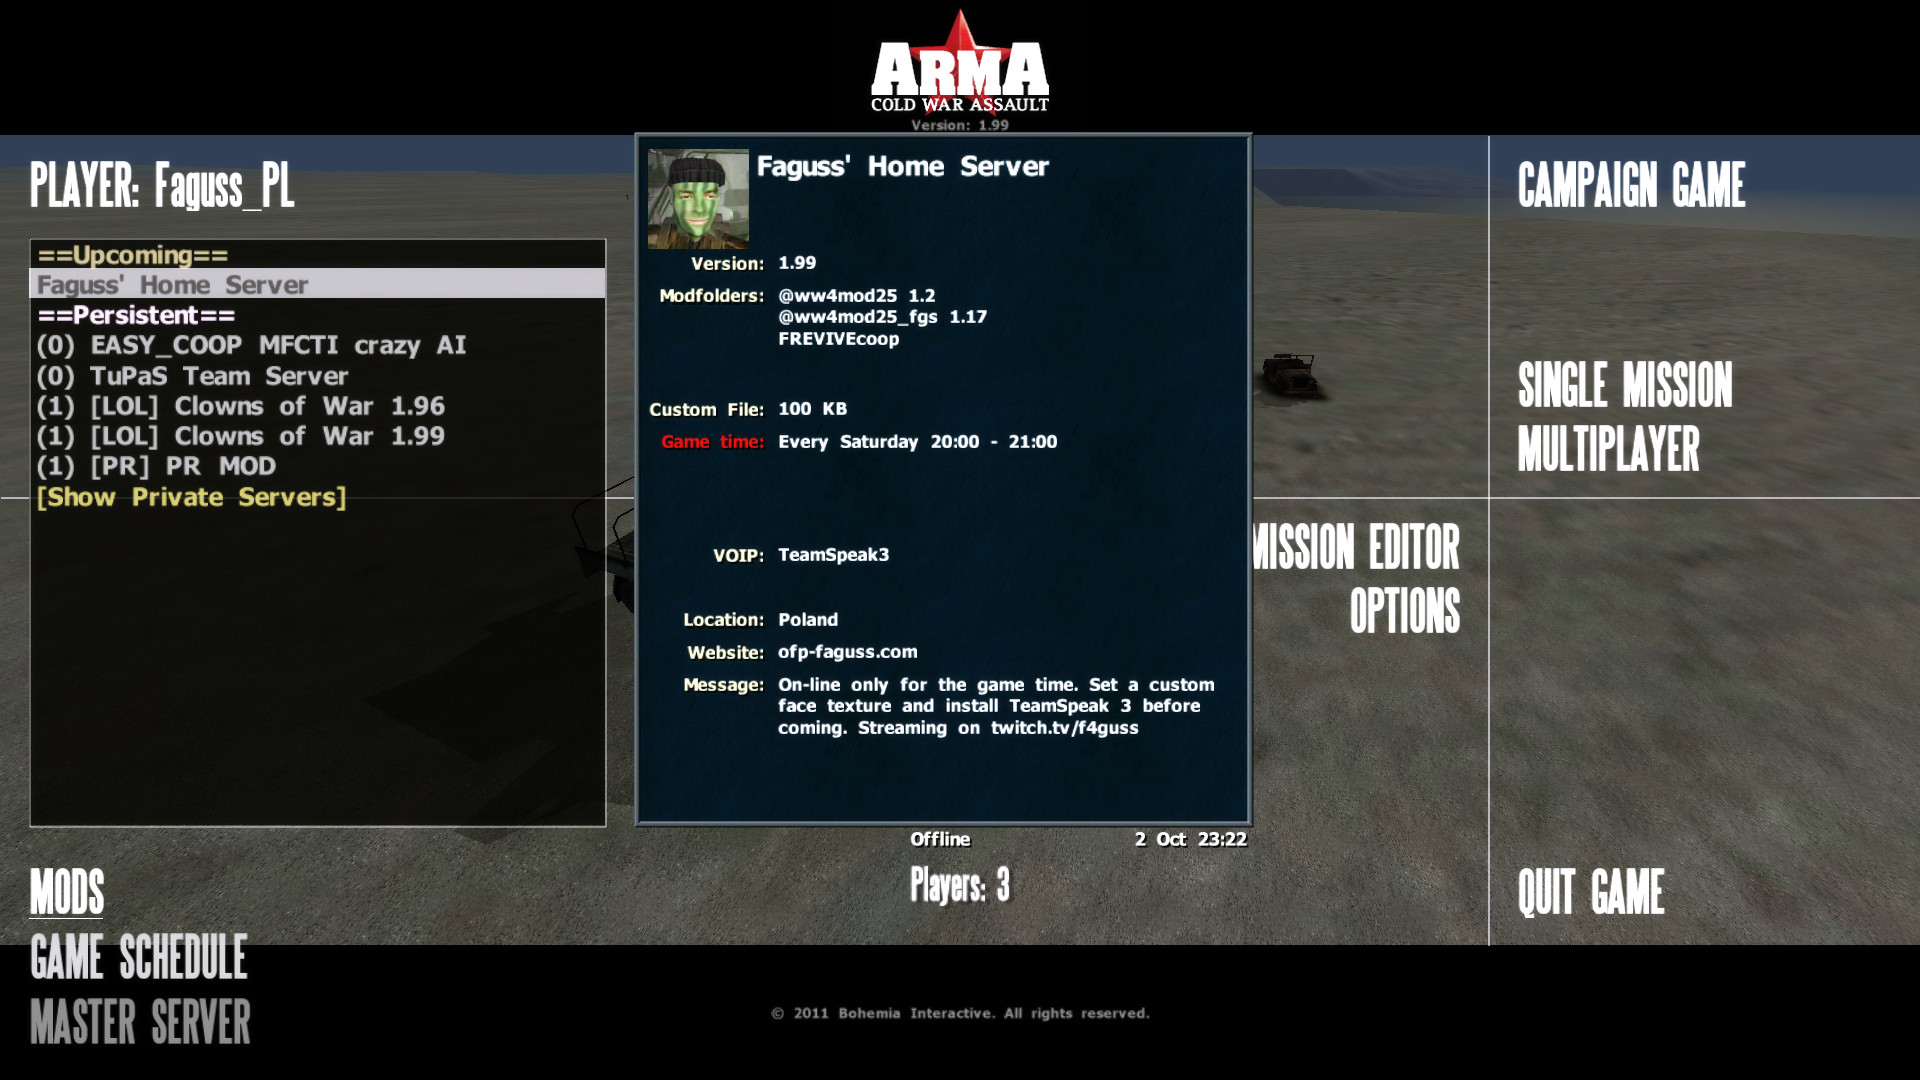 ARMA
COLD WAR ASSAULT
Version: 1.99
PLAYER: Faguss_PL
==Upcoming==
Faguss' Home Server
==Persistent==
(0) EASY_COOP MFCTI crazy AI
(0) TuPaS Team Server
(1) [LOL] Clowns of War 1.96
(1) [LOL] Clowns of War 1.99
(1) [PR] PR MOD
[Show Private Servers]
MODS
GAME SCHEDULE
MASTER SERVER
Faguss' Home Server
Version: 1.99
Modfolders: @ww4mod25 1.2
@ww4mod25_fgs 1.17
FREVIVEcoop
Custom File: 100 KB
Game time: Every Saturday 20:00 - 21:00
VOIP: TeamSpeak3
Location: Poland
Website: ofp-faguss.com
Message: On-line only for the game time. Set a custom
face texture and install TeamSpeak 3 before
coming. Streaming on twitch.tv/f4guss
Offline 2 Oct 23:22
Players: 3
CAMPAIGN GAME
SINGLE MISSION
MULTIPLAYER
MISSION EDITOR
OPTIONS
QUIT GAME
© 2011 Bohemia Interactive. All rights reserved.